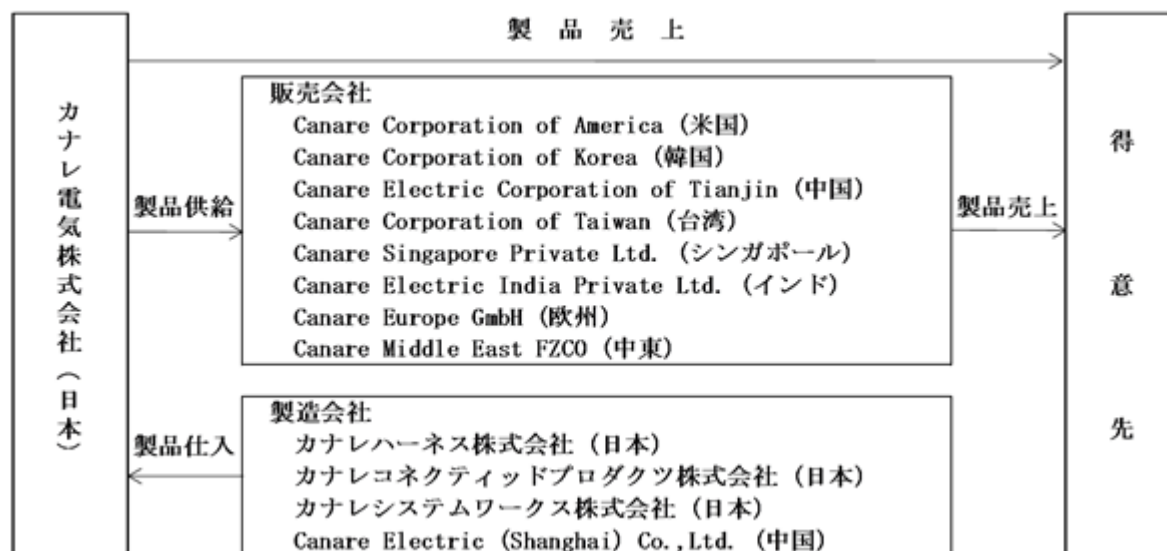 製品売上
カナレ電気株式会社（日本）
製品供給
販売会社
Canare Corporation of America (米国)
Canare Corporation of Korea (韓国)
Canare Electric Corporation of Tianjin (中国)
Canare Corporation of Taiwan (台湾)
Canare Singapore Private Ltd. (シンガポール)
Canare Electric India Private Ltd. (インド)
Canare Europe GmbH (欧州)
Canare Middle East FZCO (中東)
製品売上
得意先
製品仕入
製造会社
カナレハーネス株式会社 (日本)
カナレコネクティッドプロダクツ株式会社 (日本)
カナレシステムワークス株式会社 (日本)
Canare Electric (Shanghai) Co.,Ltd. (中国)